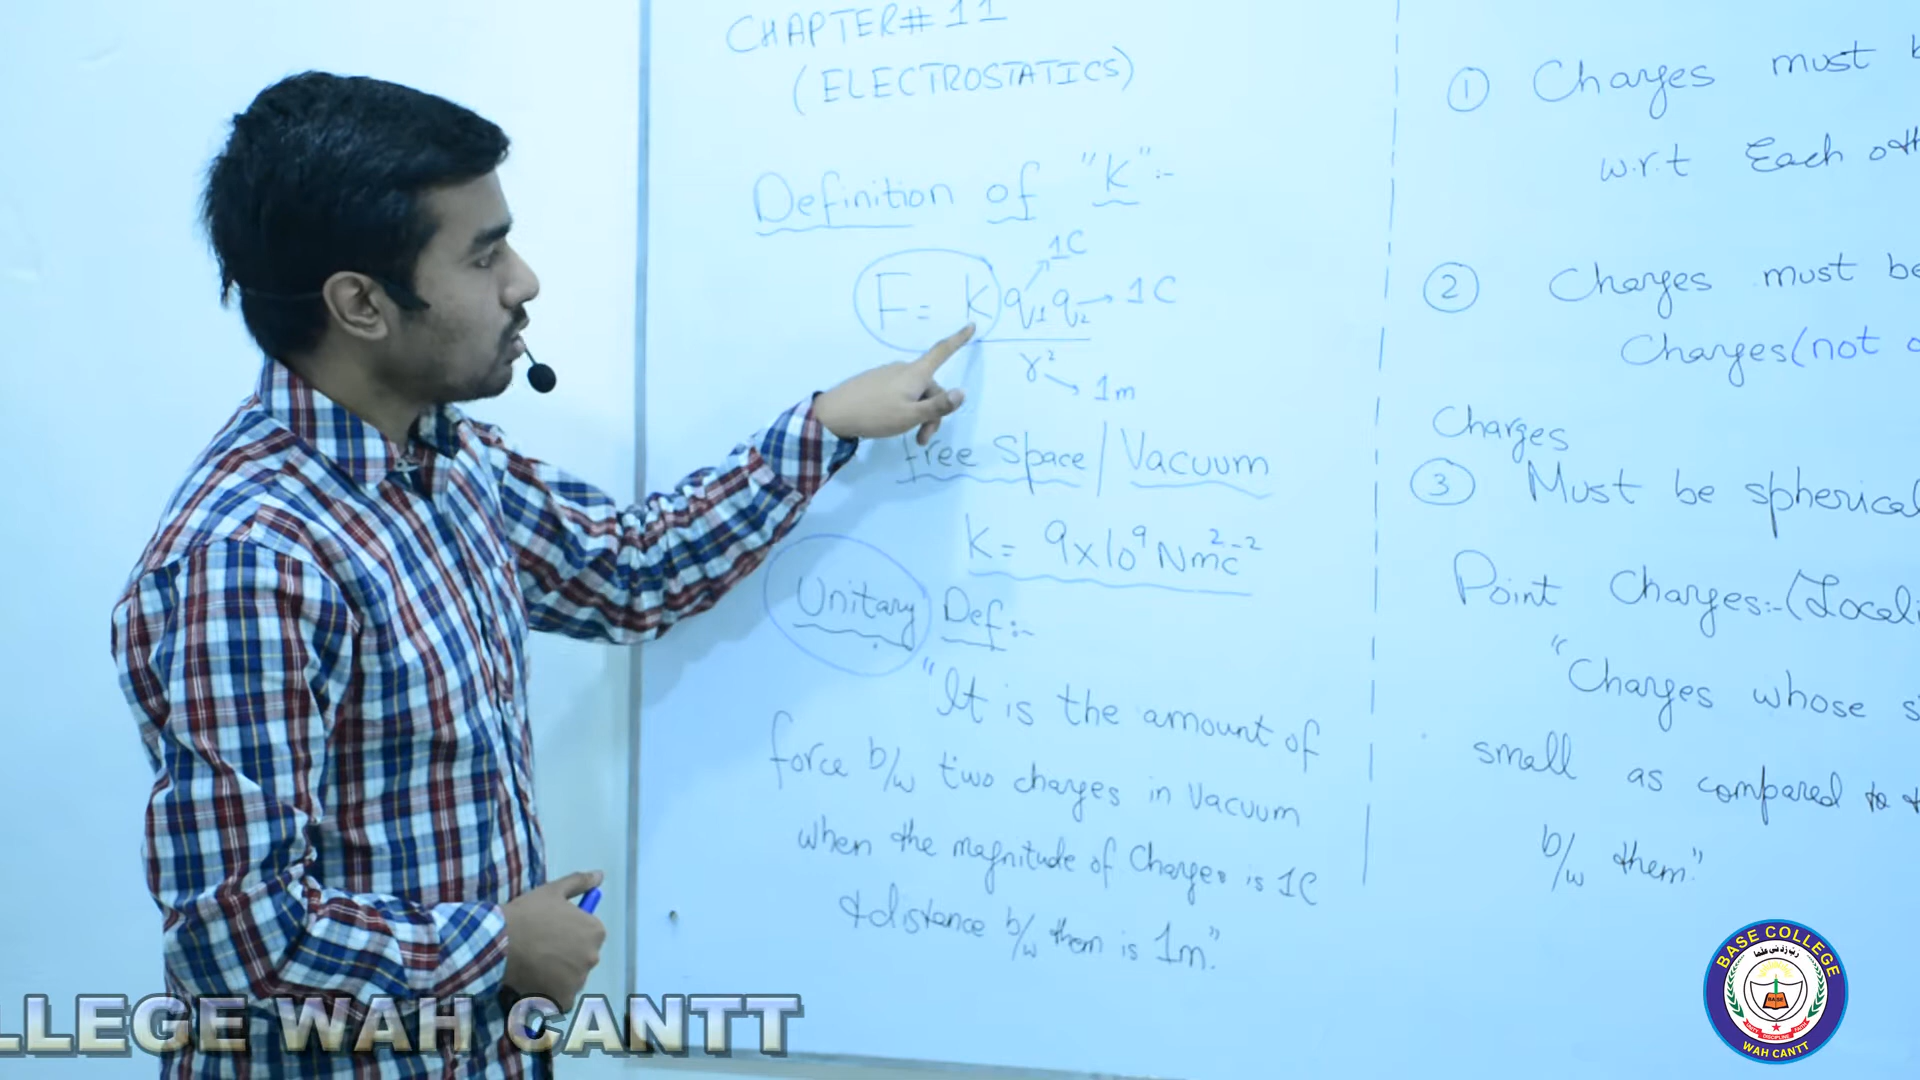 CHAPTER# 11
(ELECTROSTATICS)
Definition of "K":-
1C
F = K q1 q2 → 1C
r²
1m
Free Space / Vacuum
K = 9x10⁹ Nm²C⁻²
Unitary Def:-
"It is the amount of
force b/w two charges in Vacuum
when the magnitude of Charges is 1C
& distance b/w them is 1m".
① Charges must
w.r.t Each
② Charges must be
Charges(not
Charges
③ Must be spherical
Point Charges:-(
"Charges whose
small as compared to
b/w them."
LLEGE WAH CANTT
BASE COLLEGE
BASE
DISCIPLINE
WAH CANTT